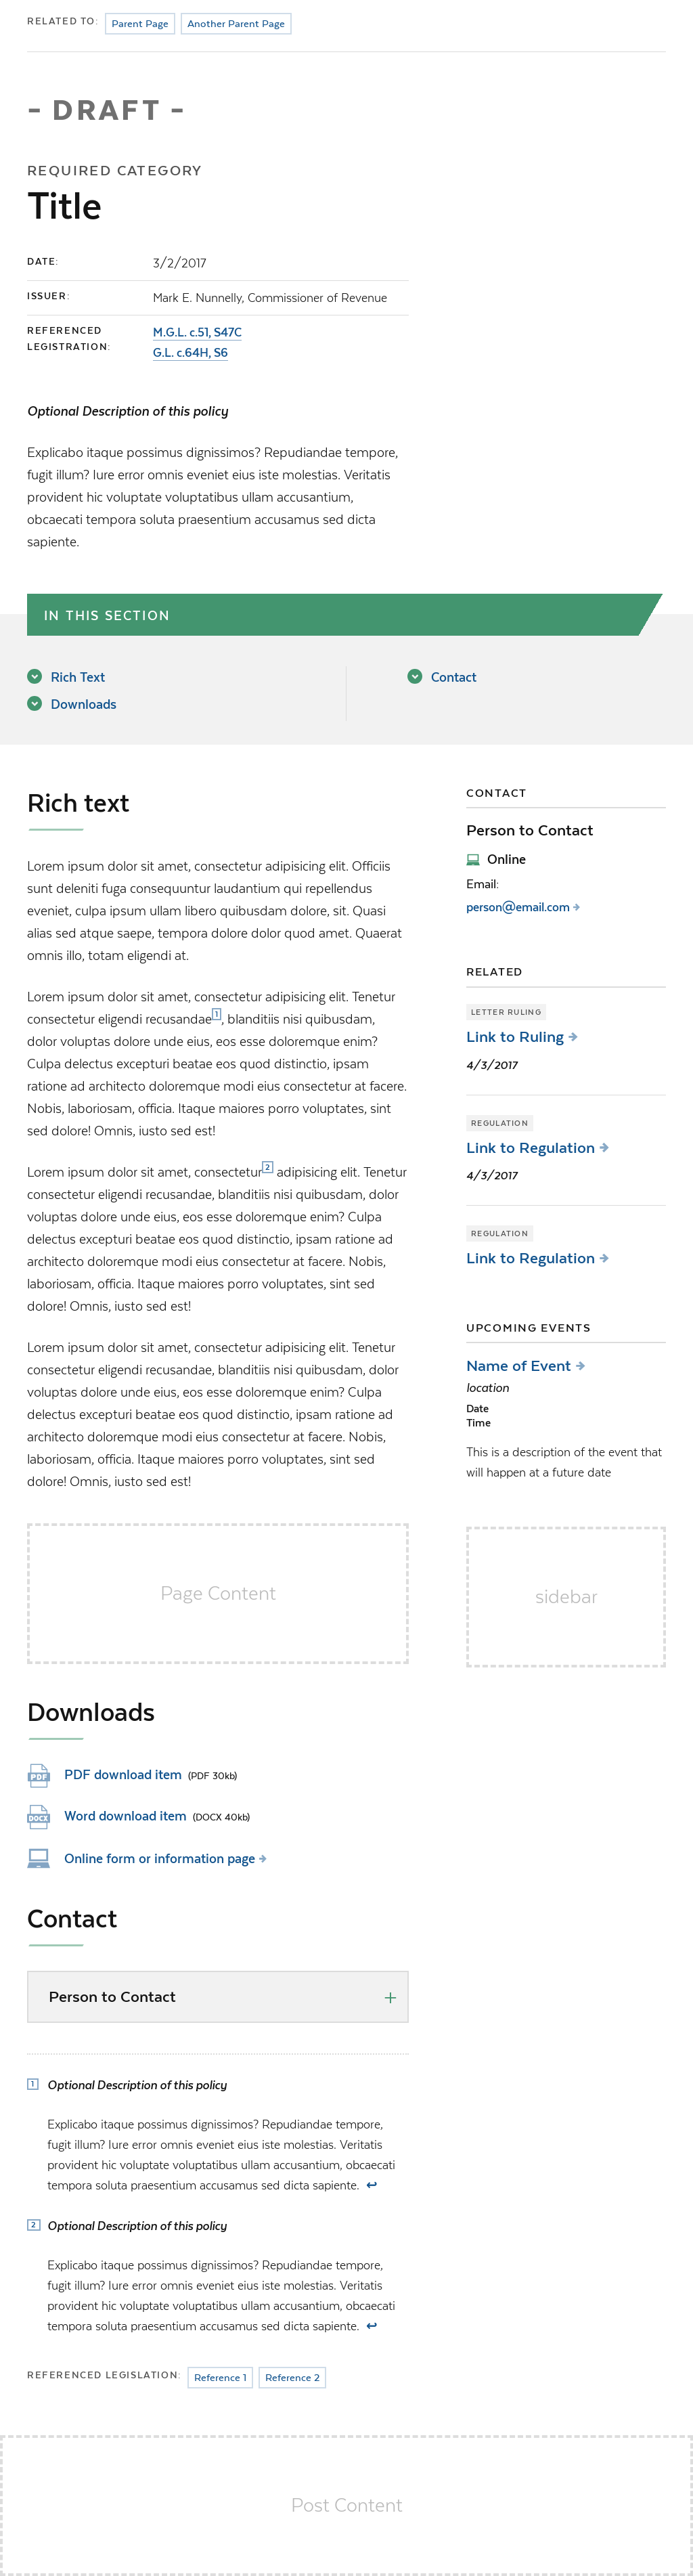 RELATED TO: Parent Page Another Parent Page
- DRAFT -
REQUIRED CATEGORY
Title
DATE: 3/2/2017
ISSUER: Mark E. Nunnelly, Commissioner of Revenue
REFERENCED LEGISTRATION: M.G.L. c.51, S47C
G.L. c.64H, S6
Optional Description of this policy
Explicabo itaque possimus dignissimos? Repudiandae tempore,
fugit illum? Iure error omnis eveniet eius iste molestias. Veritatis
provident hic voluptate voluptatibus ullam accusantium,
obcaecati tempora soluta praesentium accusamus sed dicta
sapiente.
IN THIS SECTION
Rich Text
Downloads
Contact
Rich text
Lorem ipsum dolor sit amet, consectetur adipisicing elit. Officiis
sunt deleniti fuga consequuntur laudantium qui repellendus
eveniet, culpa ipsum ullam libero quibusdam dolore, sit. Quasi
alias sed atque saepe, tempora dolore dolor quod amet. Quaerat
omnis illo, totam eligendi at.
Lorem ipsum dolor sit amet, consectetur adipisicing elit. Tenetur
consectetur eligendi recusandae1, blanditiis nisi quibusdam,
dolor voluptas dolore unde eius, eos esse doloremque enim?
Culpa delectus excepturi beatae eos quod distinctio, ipsam
ratione ad architecto doloremque modi eius consectetur at facere.
Nobis, laboriosam, officia. Itaque maiores porro voluptates, sint
sed dolore! Omnis, iusto sed est!
Lorem ipsum dolor sit amet, consectetur2 adipisicing elit. Tenetur
consectetur eligendi recusandae, blanditiis nisi quibusdam, dolor
voluptas dolore unde eius, eos esse doloremque enim? Culpa
delectus excepturi beatae eos quod distinctio, ipsam ratione ad
architecto doloremque modi eius consectetur at facere. Nobis,
laboriosam, officia. Itaque maiores porro voluptates, sint sed
dolore! Omnis, iusto sed est!
Lorem ipsum dolor sit amet, consectetur adipisicing elit. Tenetur
consectetur eligendi recusandae, blanditiis nisi quibusdam, dolor
voluptas dolore unde eius, eos esse doloremque enim? Culpa
delectus excepturi beatae eos quod distinctio, ipsam ratione ad
architecto doloremque modi eius consectetur at facere. Nobis,
laboriosam, officia. Itaque maiores porro voluptates, sint sed
dolore! Omnis, iusto sed est!
Page Content
CONTACT
Person to Contact
Online
Email:
person@email.com
RELATED
LETTER RULING
Link to Ruling
4/3/2017
REGULATION
Link to Regulation
4/3/2017
REGULATION
Link to Regulation
UPCOMING EVENTS
Name of Event
location
Date
Time
This is a description of the event that
will happen at a future date
sidebar
Downloads
PDF PDF download item (PDF 30kb)
DOCX Word download item (DOCX 40kb)
Online form or information page
Contact
Person to Contact +
1 Optional Description of this policy
Explicabo itaque possimus dignissimos? Repudiandae tempore,
fugit illum? Iure error omnis eveniet eius iste molestias. Veritatis
provident hic voluptate voluptatibus ullam accusantium, obcaecati
tempora soluta praesentium accusamus sed dicta sapiente. ↩
2 Optional Description of this policy
Explicabo itaque possimus dignissimos? Repudiandae tempore,
fugit illum? Iure error omnis eveniet eius iste molestias. Veritatis
provident hic voluptate voluptatibus ullam accusantium, obcaecati
tempora soluta praesentium accusamus sed dicta sapiente. ↩
REFERENCED LEGISLATION: Reference 1 Reference 2
Post Content